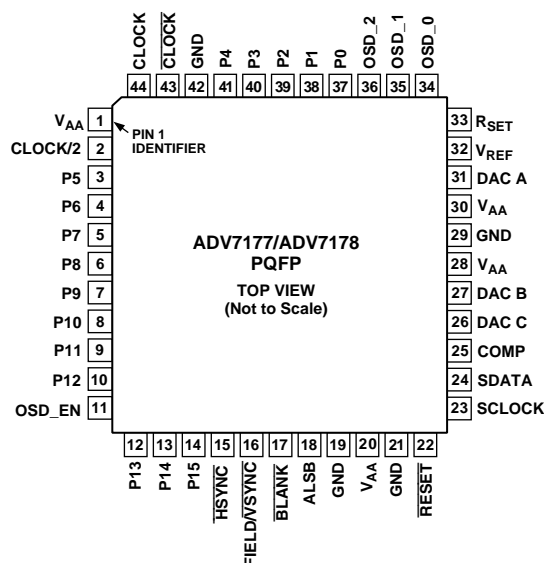 CLOCK
CLOCK
GND
P4
P3
P2
P1
P0
OSD_2
OSD_1
OSD_0
44 43 42 41 40 39 38 37 36 35 34
VAA 1
CLOCK/2 2
P5 3
P6 4
P7 5
P8 6
P9 7
P10 8
P11 9
P12 10
OSD_EN 11
PIN 1
IDENTIFIER
ADV7177/ADV7178
PQFP
TOP VIEW
(Not to Scale)
33 RSET
32 VREF
31 DAC A
30 VAA
29 GND
28 VAA
27 DAC B
26 DAC C
25 COMP
24 SDATA
23 SCLOCK
12 13 14 15 16 17 18 19 20 21 22
P13
P14
P15
HSYNC
FIELD/VSYNC
BLANK
ALSB
GND
VAA
GND
RESET